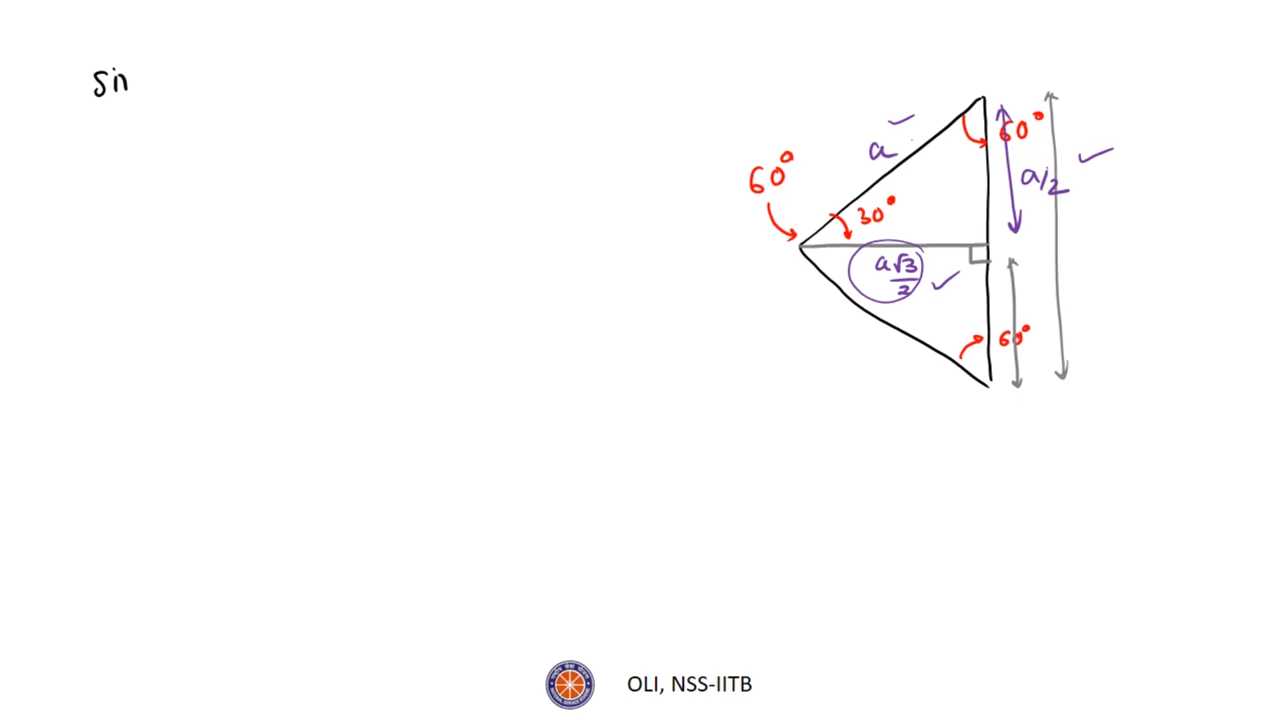 sin
60°
a
60°
a/2
30°
a√3/2
60°
OLI, NSS-IITB